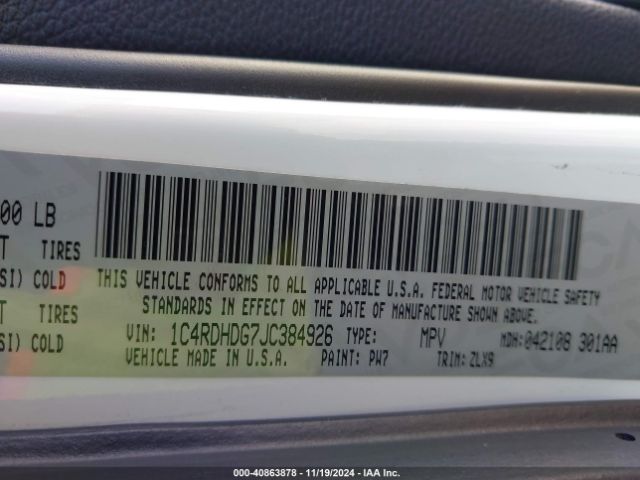 00 LB
T TIRES
SI) COLD
T TIRES
SI) COLD
THIS VEHICLE CONFORMS TO ALL APPLICABLE U.S.A. FEDERAL MOTOR VEHICLE SAFETY
STANDARDS IN EFFECT ON THE DATE OF MANUFACTURE SHOWN ABOVE.
VIN: 1C4RDHDG7JC384926 TYPE: MPV MDH:042108 301AA
VEHICLE MADE IN U.S.A. PAINT: PW7 TRIM: ZLX9
000-40863878 - 11/19/2024 - IAA Inc.